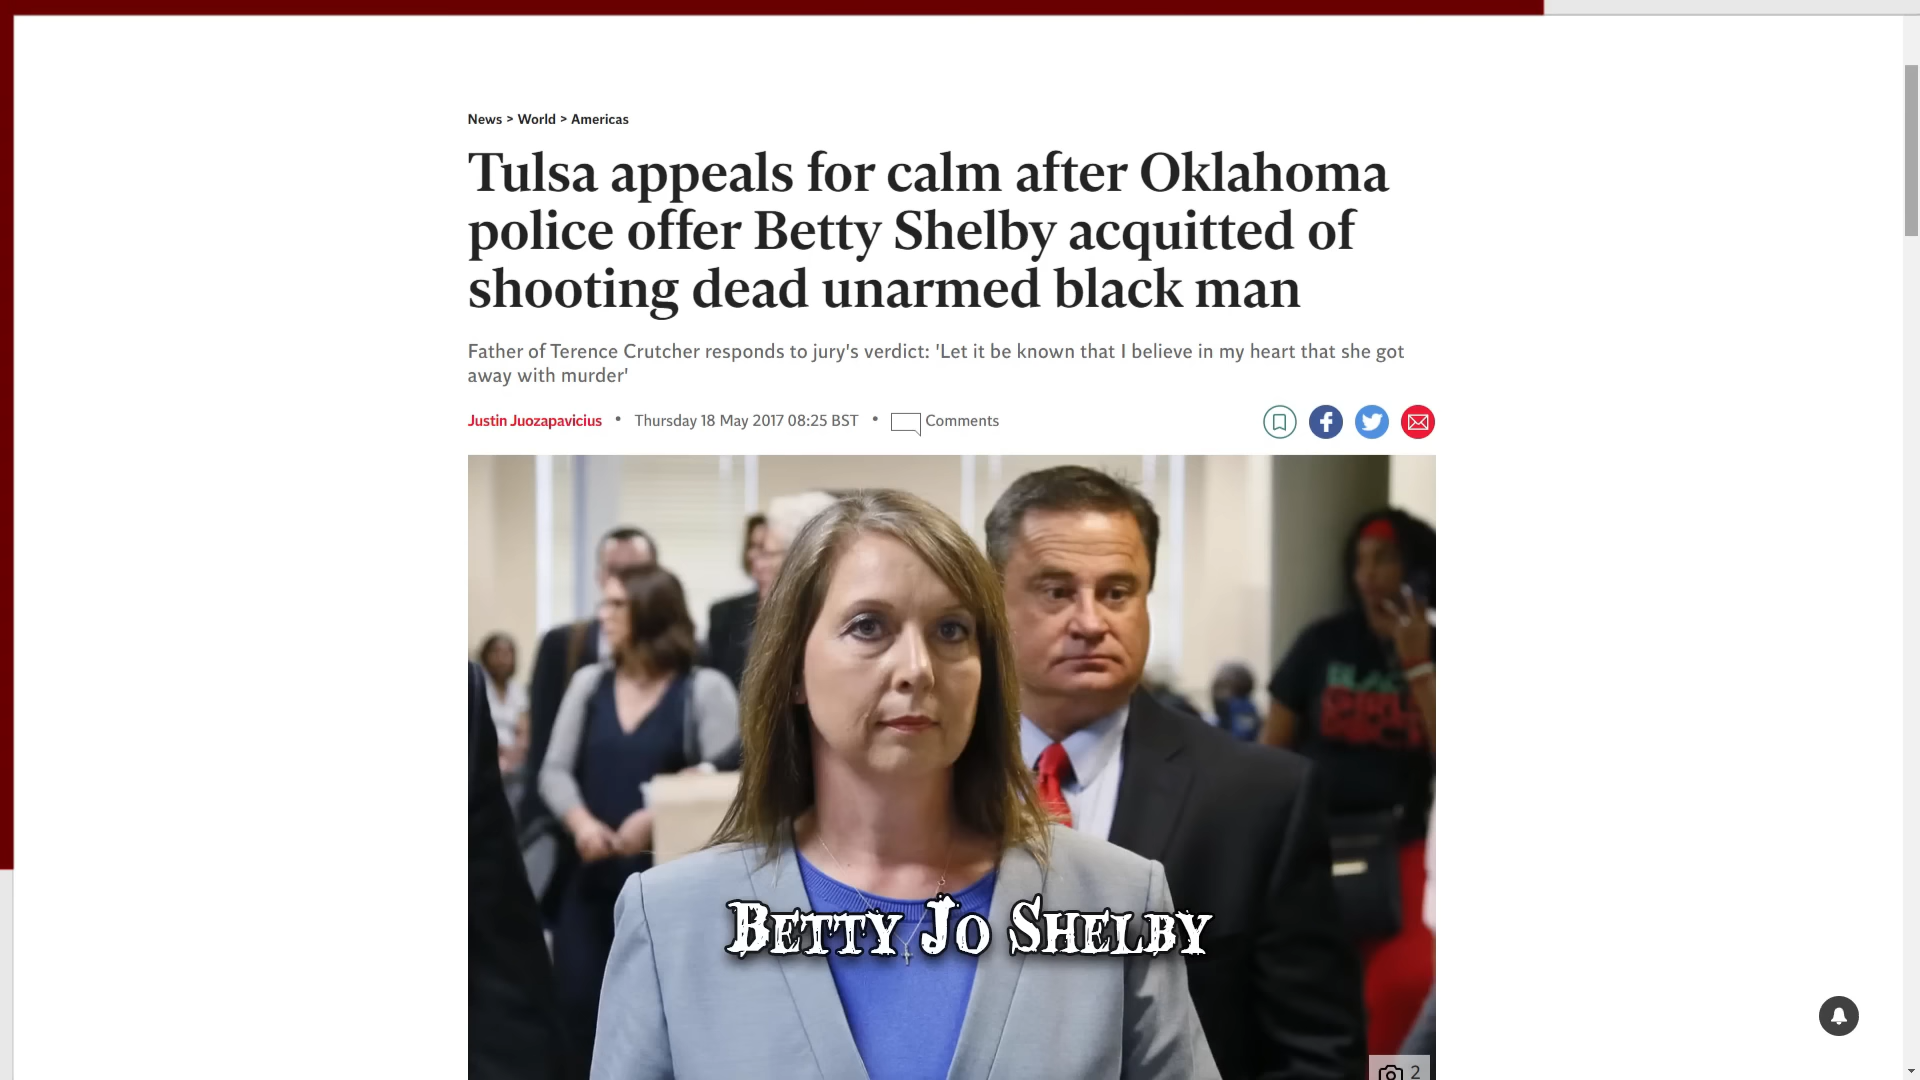 News > World > Americas
Tulsa appeals for calm after Oklahoma
police offer Betty Shelby acquitted of
shooting dead unarmed black man
Father of Terence Crutcher responds to jury's verdict: 'Let it be known that I believe in my heart that she got
away with murder'
Justin Juozapavicius • Thursday 18 May 2017 08:25 BST • Comments
Betty Jo Shelby
2